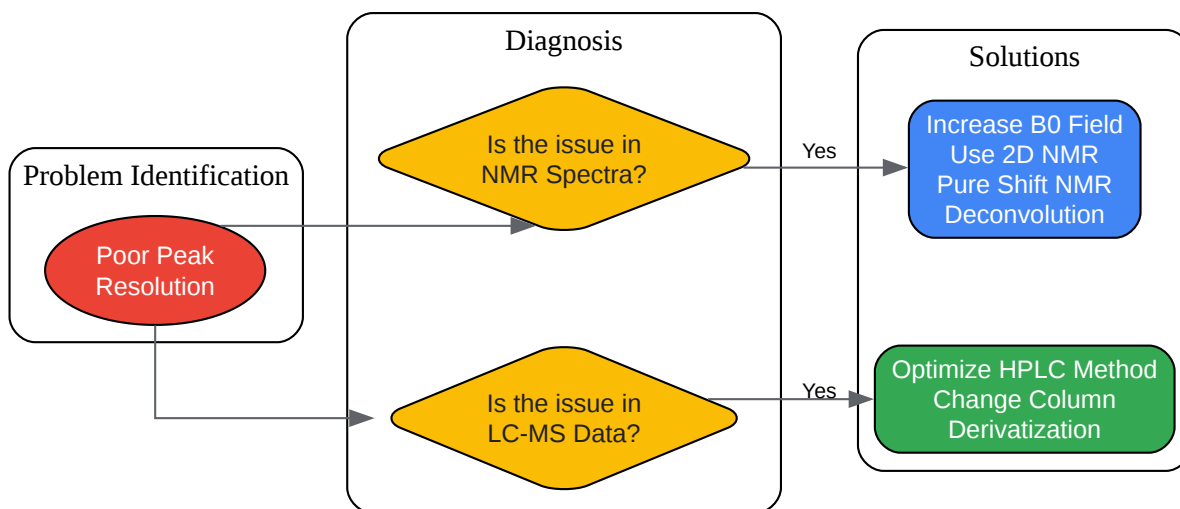 Problem Identification
Poor Peak
Resolution
Diagnosis
Is the issue in
NMR Spectra?
Yes
Is the issue in
LC-MS Data?
Yes
Solutions
Increase B0 Field
Use 2D NMR
Pure Shift NMR
Deconvolution
Optimize HPLC Method
Change Column
Derivatization